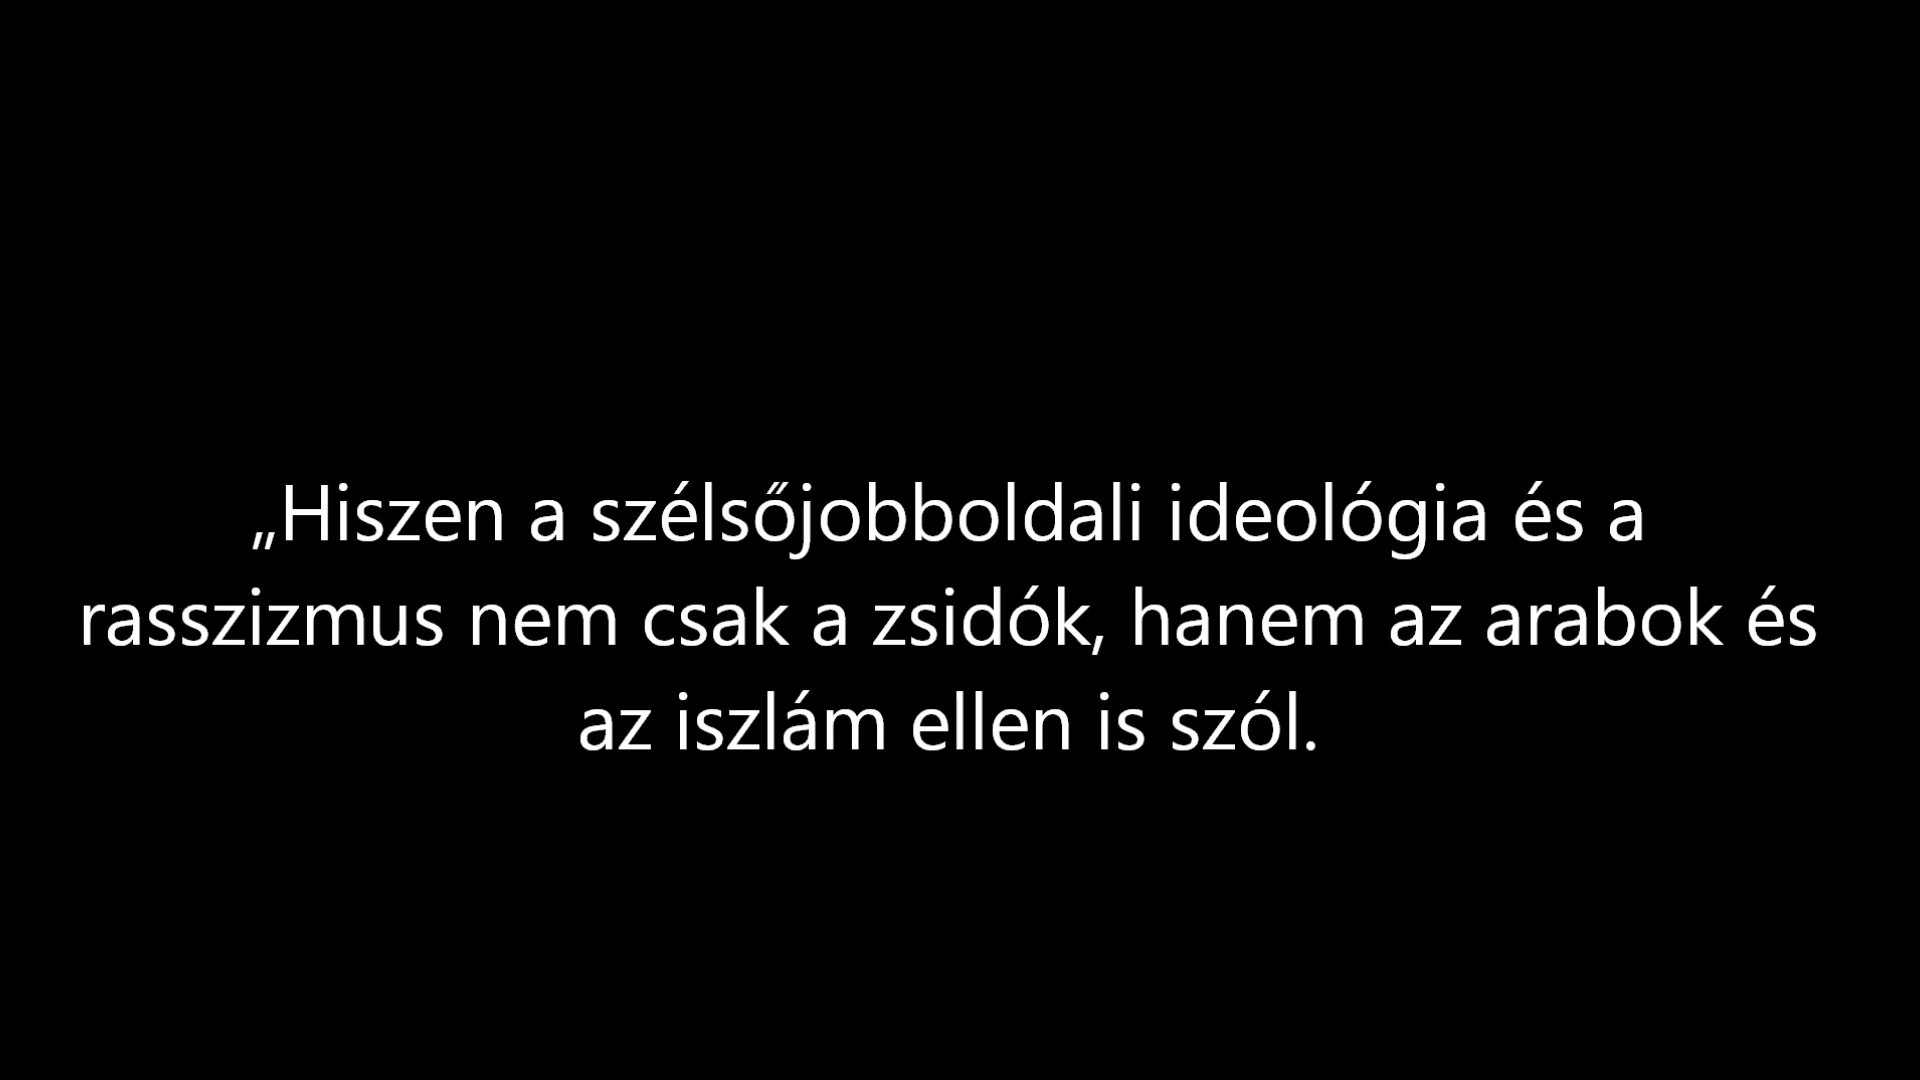 „Hiszen a szélsőjobboldali ideológia és a
rasszizmus nem csak a zsidók, hanem az arabok és
az iszlám ellen is szól.